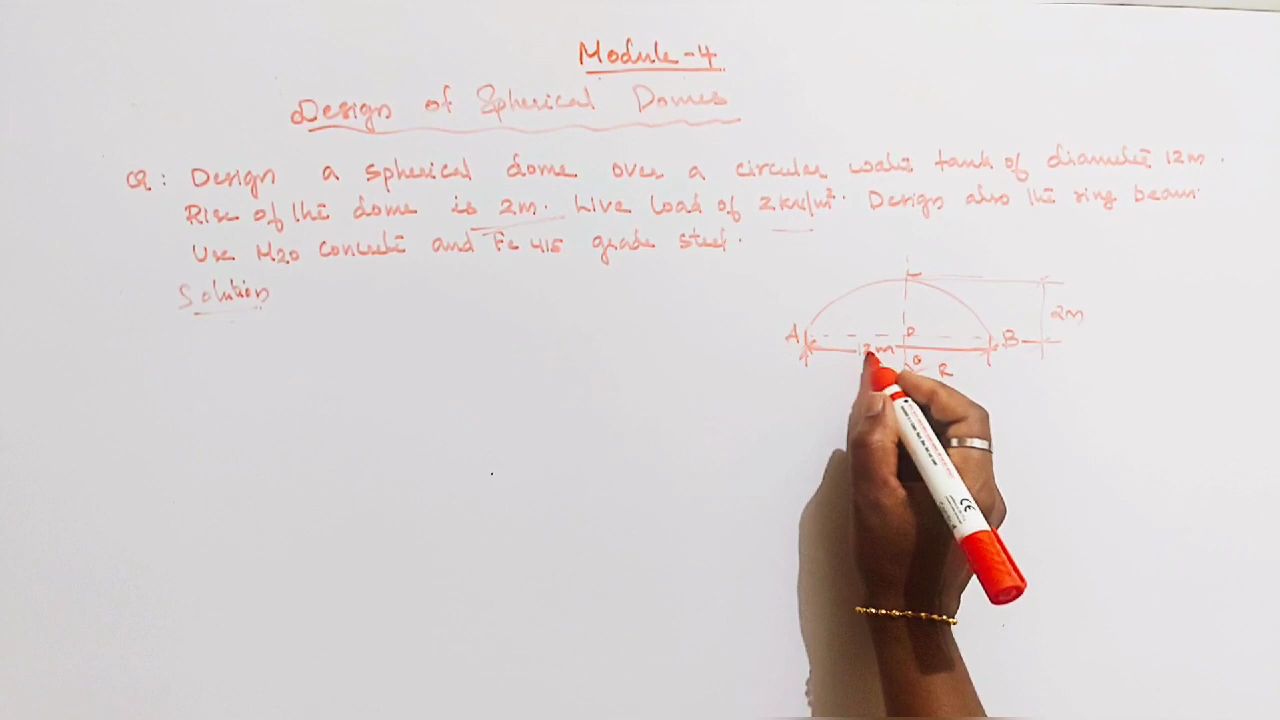 Module-4
Design of Spherical Domes
Q: Design a spherical dome over a circular water tank of diameter 12m.
Rise of the dome is 2m. Live load of 2kN/m². Design also the ring beam
Use M20 concrete and Fe 415 grade steel.
Solution
C
2m
A D B
12m
θ R
CE